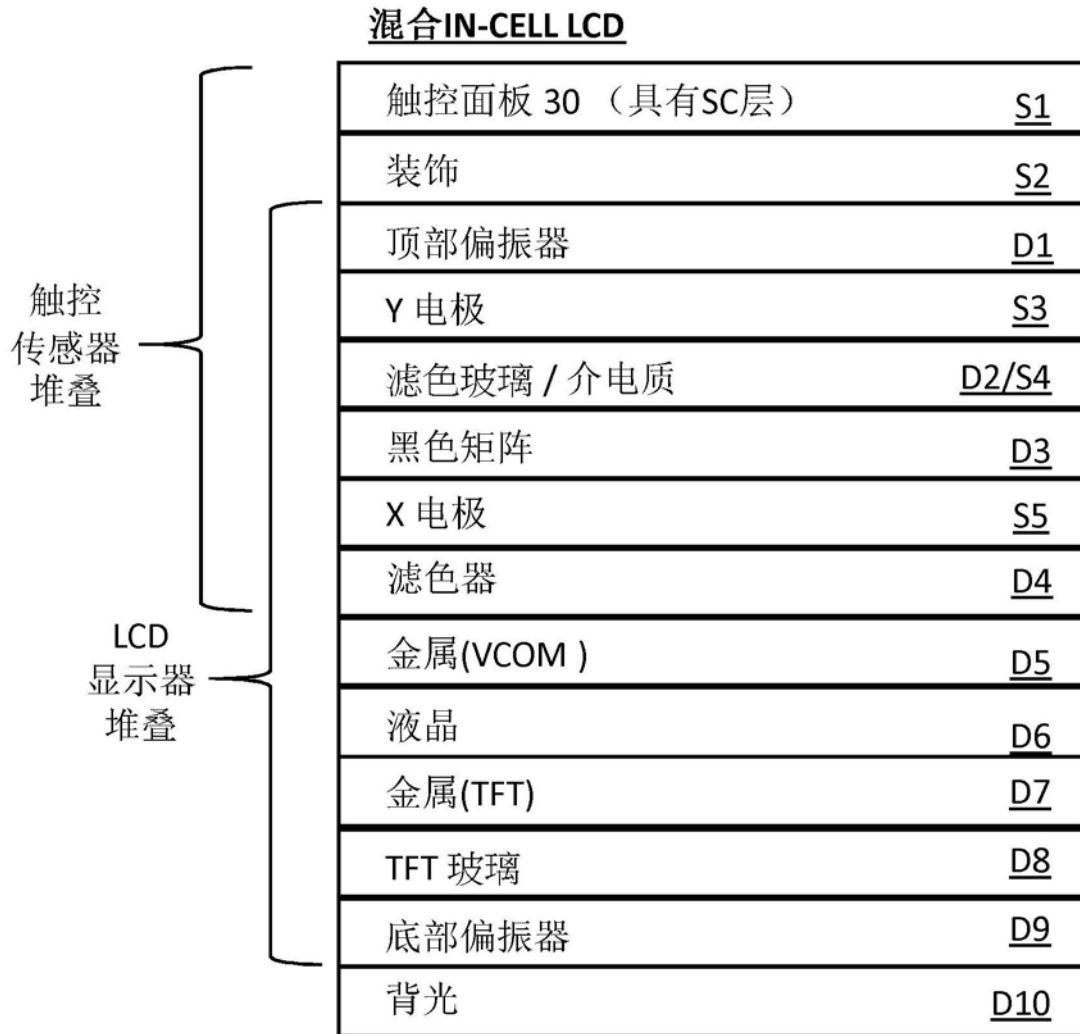 混合IN-CELL LCD
触控面板 30 （具有SC层） S1
装饰 S2
顶部偏振器 D1
Y 电极 S3
滤色玻璃 / 介电质 D2/S4
黑色矩阵 D3
X 电极 S5
滤色器 D4
金属(VCOM ) D5
液晶 D6
金属(TFT) D7
TFT 玻璃 D8
底部偏振器 D9
背光 D10
触控
传感器
堆叠
LCD
显示器
堆叠